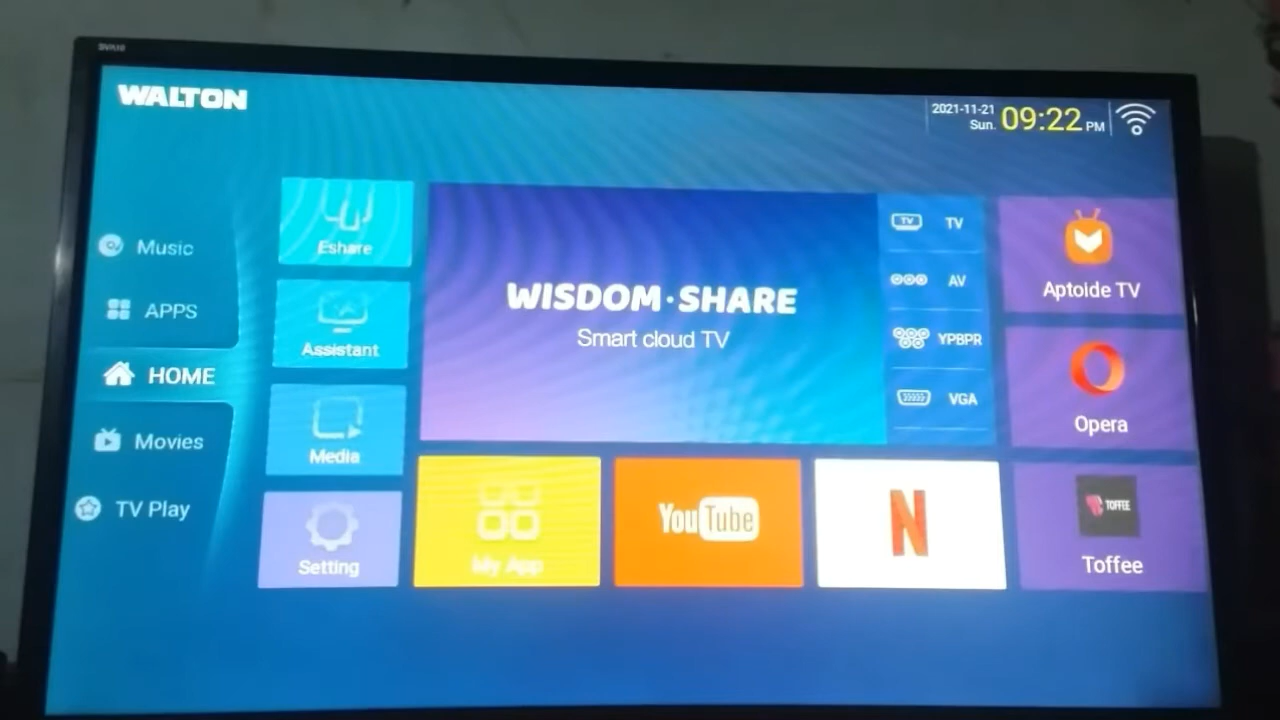 WALTON
2021-11-21
Sun.
09:22 PM
Music
APPS
HOME
Movies
TV Play
Eshare
Assistant
Media
Setting
WISDOM·SHARE
Smart cloud TV
TV
TV
AV
YPBPR
VGA
My App
YouTube
N
Aptoide TV
Opera
TOFFEE
Toffee